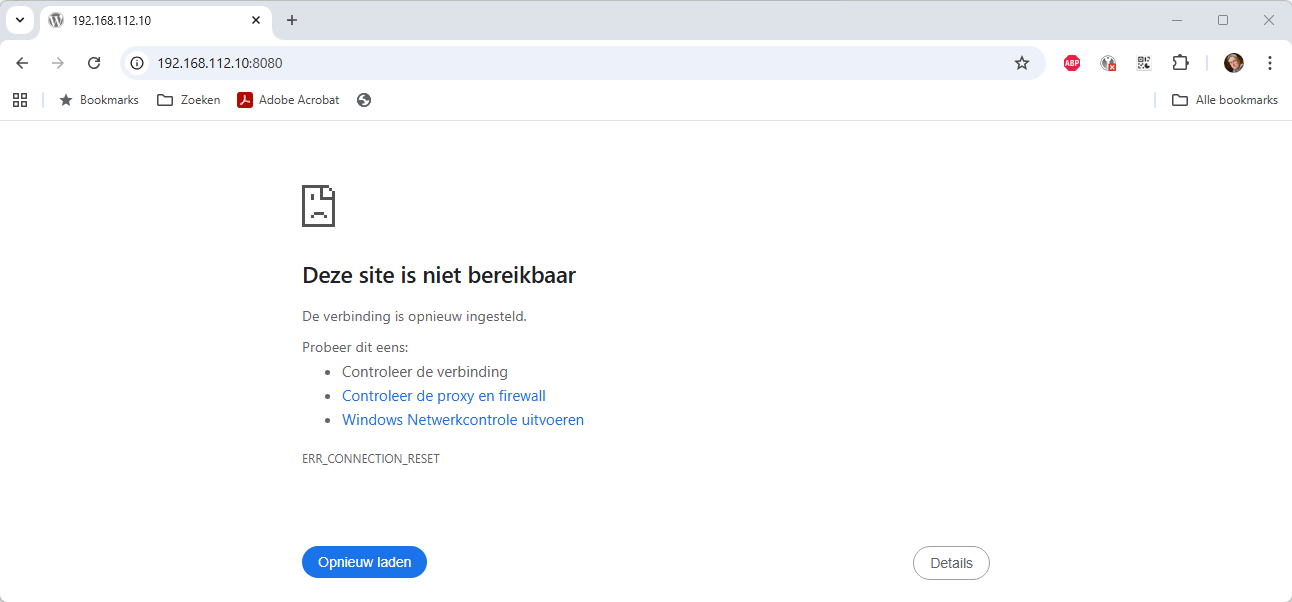 192.168.112.10
192.168.112.10:8080
ABP
Bookmarks Zoeken Adobe Acrobat Alle bookmarks
Deze site is niet bereikbaar
De verbinding is opnieuw ingesteld.
Probeer dit eens:
• Controleer de verbinding
• Controleer de proxy en firewall
• Windows Netwerkcontrole uitvoeren
ERR_CONNECTION_RESET
Opnieuw laden Details